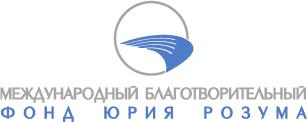 МЕЖДУНАРОДНЫЙ БЛАГОТВОРИТЕЛЬНЫЙ
ФОНД ЮРИЯ РОЗУМА